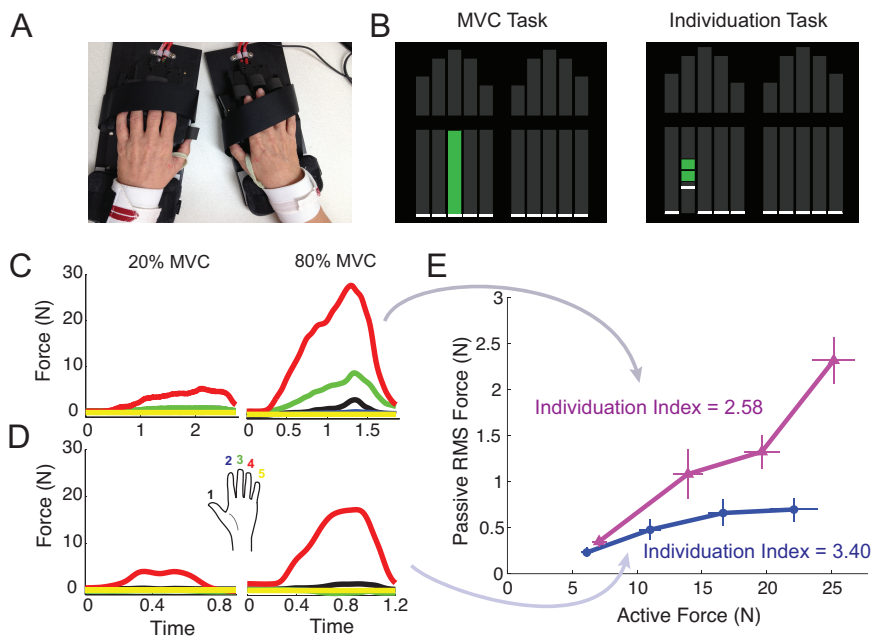 A
B
MVC Task
Individuation Task
C
20% MVC
80% MVC
Force (N)
30
20
10
0
0 1 2
0 0.5 1 1.5
D
Force (N)
30
20
10
0
1 2 3 4 5
0 0.4 0.8
0 0.4 0.8 1.2
Time
Time
E
Passive RMS Force (N)
3
2.5
2
1.5
1
0.5
0
Individuation Index = 2.58
Individuation Index = 3.40
0 5 10 15 20 25
Active Force (N)